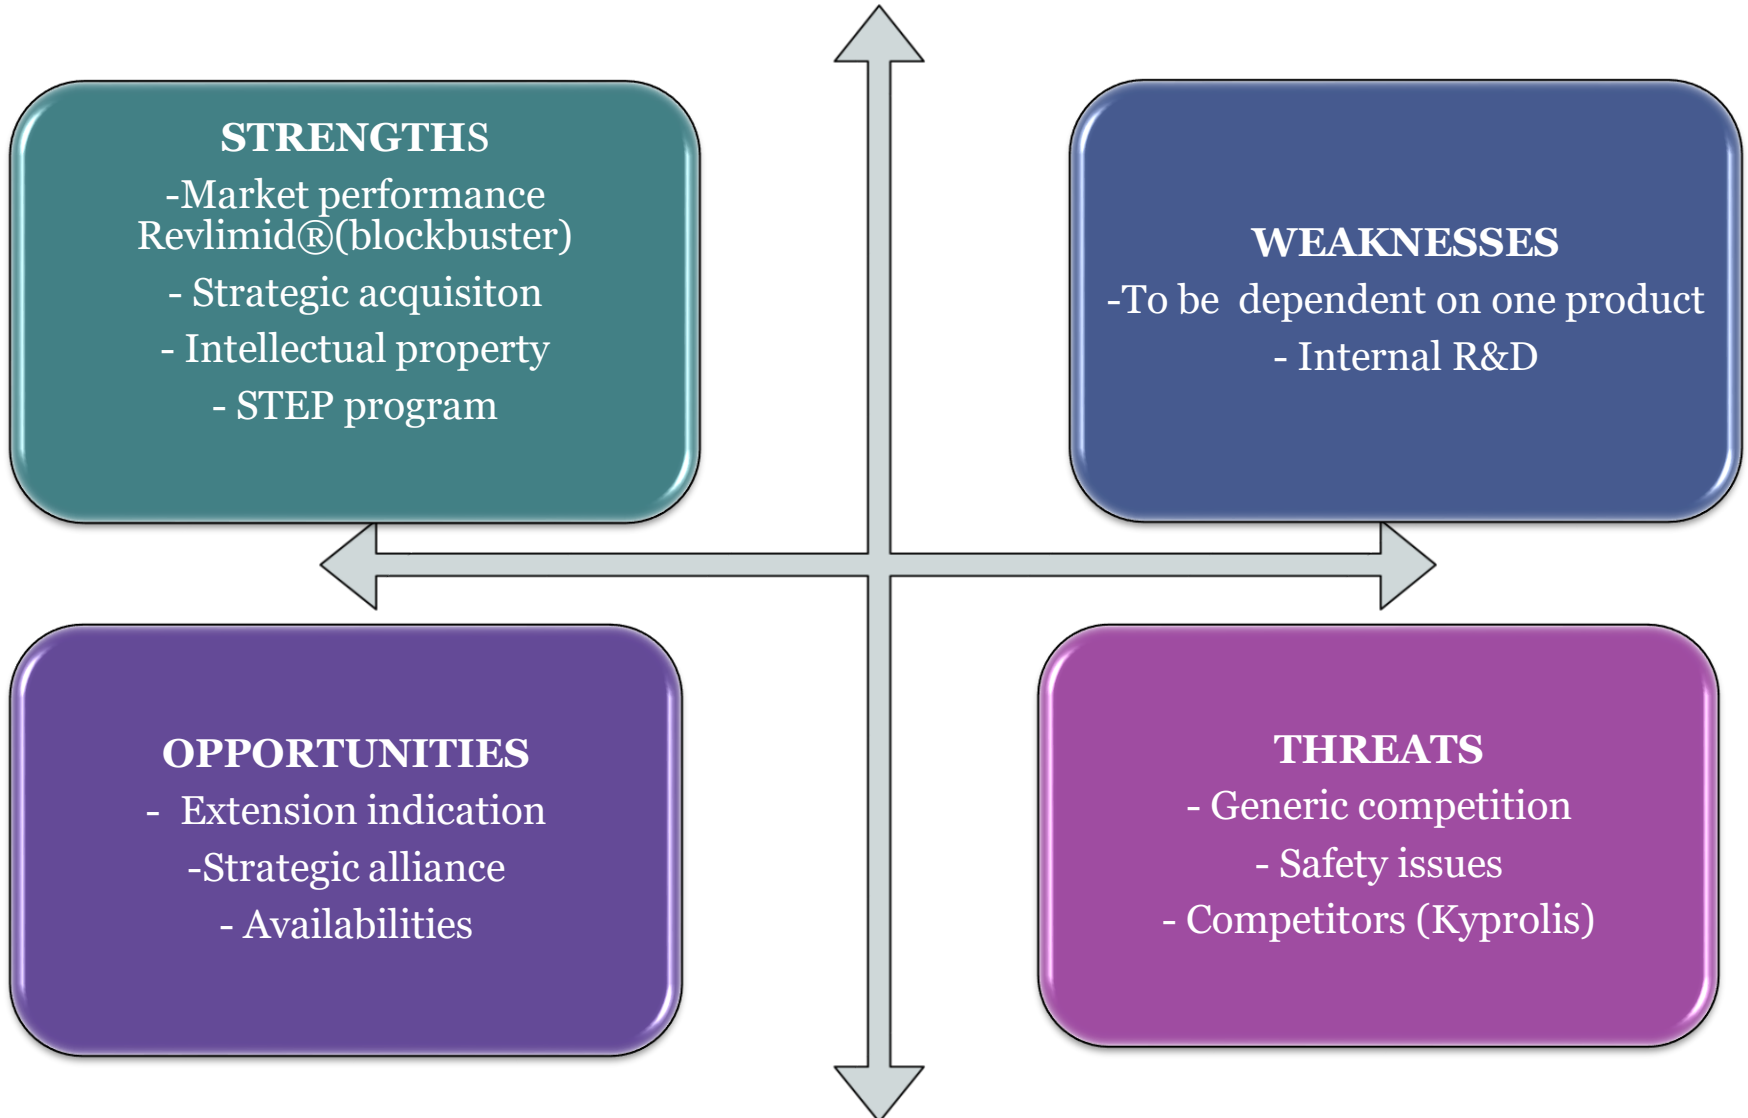 STRENGTHS
-Market performance
Revlimid®(blockbuster)
- Strategic acquisiton
- Intellectual property
- STEP program
WEAKNESSES
-To be  dependent on one product
- Internal R&D
OPPORTUNITIES
-  Extension indication
-Strategic alliance
- Availabilities
THREATS
- Generic competition
- Safety issues
- Competitors (Kyprolis)